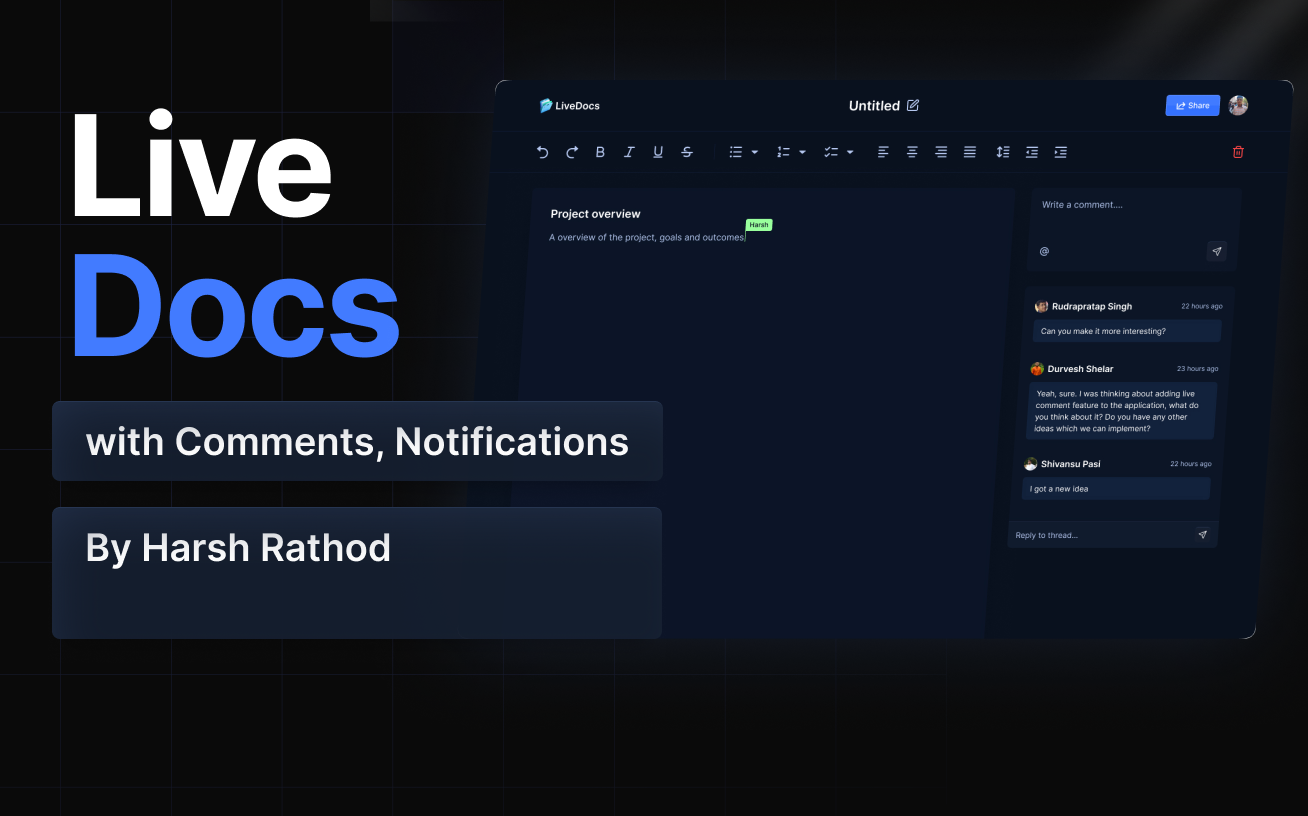 Live
Docs
with Comments, Notifications
By Harsh Rathod
LiveDocs
Untitled
Share
B I U S
Project overview
Harsh
A overview of the project, goals and outcomes
Write a comment....
@
Rudrapratap Singh
22 hours ago
Can you make it more interesting?
Durvesh Shelar
23 hours ago
Yeah, sure. I was thinking about adding live
comment feature to the application, what do
you think about it? Do you have any other
ideas which we can implement?
Shivansu Pasi
22 hours ago
I got a new idea
Reply to thread...